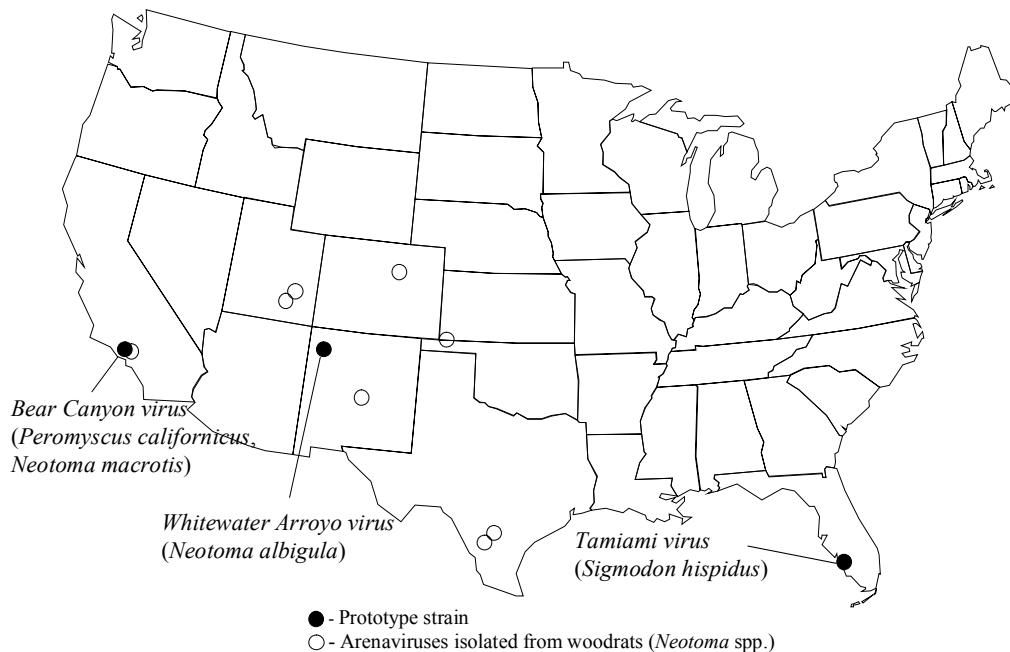 Bear Canyon virus
(Peromyscus californicus,
Neotoma macrotis)
Whitewater Arroyo virus
(Neotoma albigula)
Tamiami virus
(Sigmodon hispidus)
- Prototype strain
- Arenaviruses isolated from woodrats (Neotoma spp.)